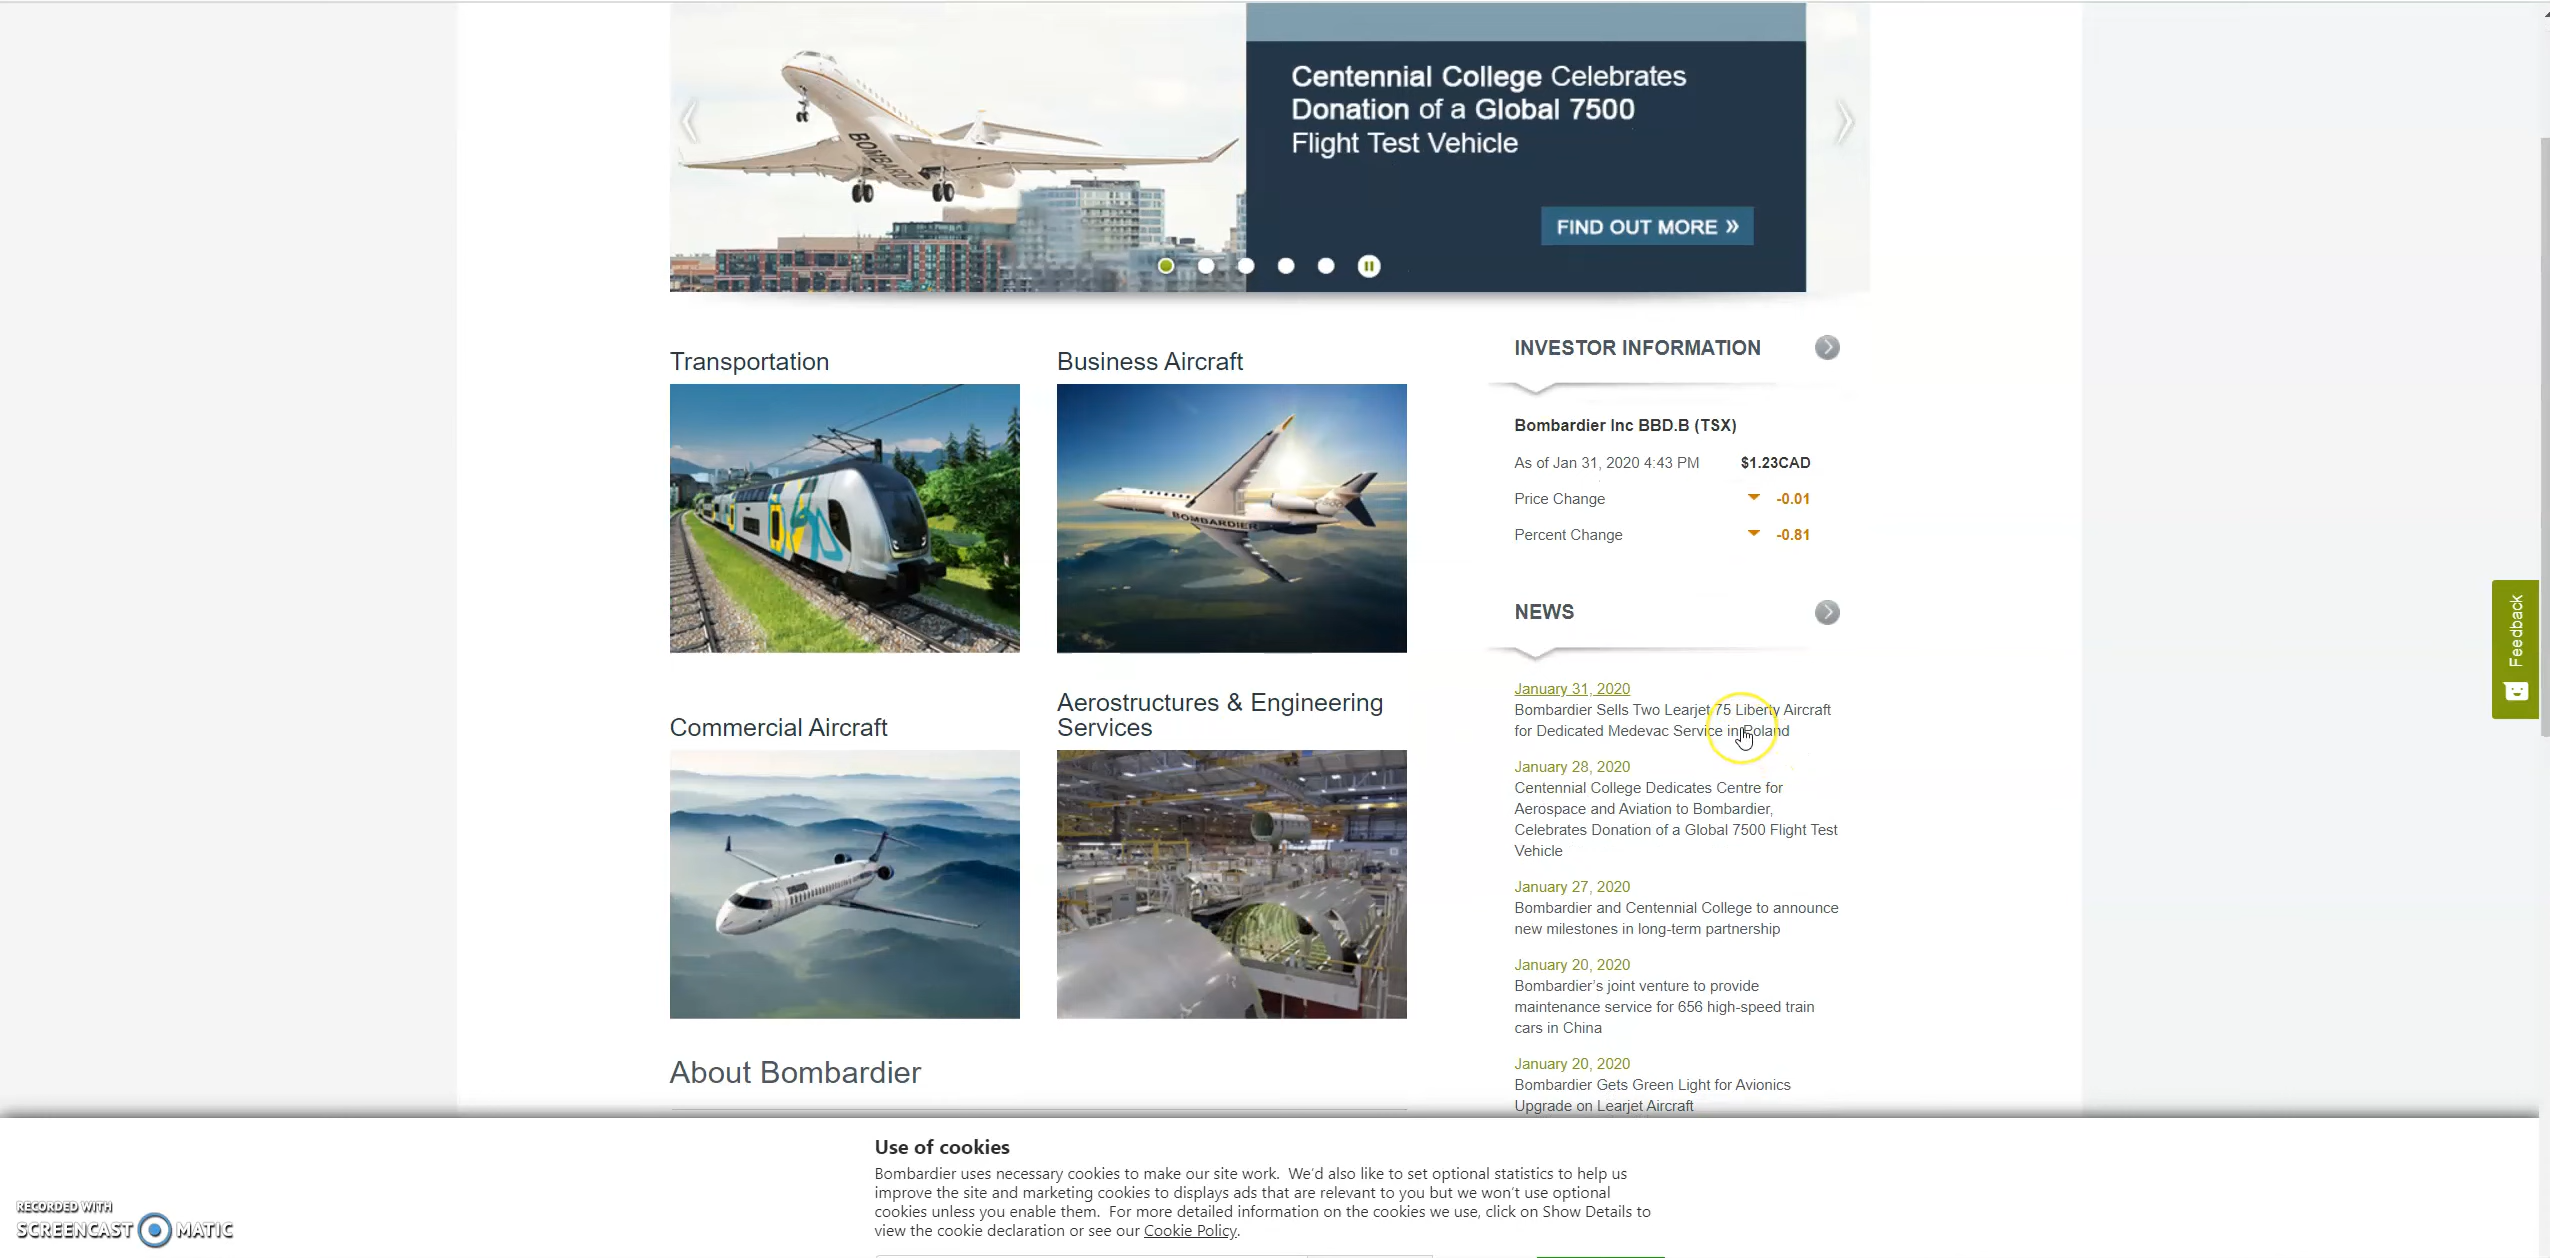 Centennial College Celebrates
Donation of a Global 7500
Flight Test Vehicle
FIND OUT MORE »
BOMBARDIE
Transportation
Business Aircraft
BOMBARDIER
Commercial Aircraft
Aerostructures & Engineering
Services
About Bombardier
INVESTOR INFORMATION
Bombardier Inc BBD.B (TSX)
As of Jan 31, 2020 4:43 PM $1.23CAD
Price Change -0.01
Percent Change -0.81
NEWS
January 31, 2020
Bombardier Sells Two Learjet 75 Liberty Aircraft
for Dedicated Medevac Service in Poland
January 28, 2020
Centennial College Dedicates Centre for
Aerospace and Aviation to Bombardier,
Celebrates Donation of a Global 7500 Flight Test
Vehicle
January 27, 2020
Bombardier and Centennial College to announce
new milestones in long-term partnership
January 20, 2020
Bombardier's joint venture to provide
maintenance service for 656 high-speed train
cars in China
January 20, 2020
Bombardier Gets Green Light for Avionics
Upgrade on Learjet Aircraft
Feedback
Use of cookies
Bombardier uses necessary cookies to make our site work. We'd also like to set optional statistics to help us
improve the site and marketing cookies to displays ads that are relevant to you but we won't use optional
cookies unless you enable them. For more detailed information on the cookies we use, click on Show Details to
view the cookie declaration or see our Cookie Policy.
RECORDED WITH
SCREENCAST MATIC